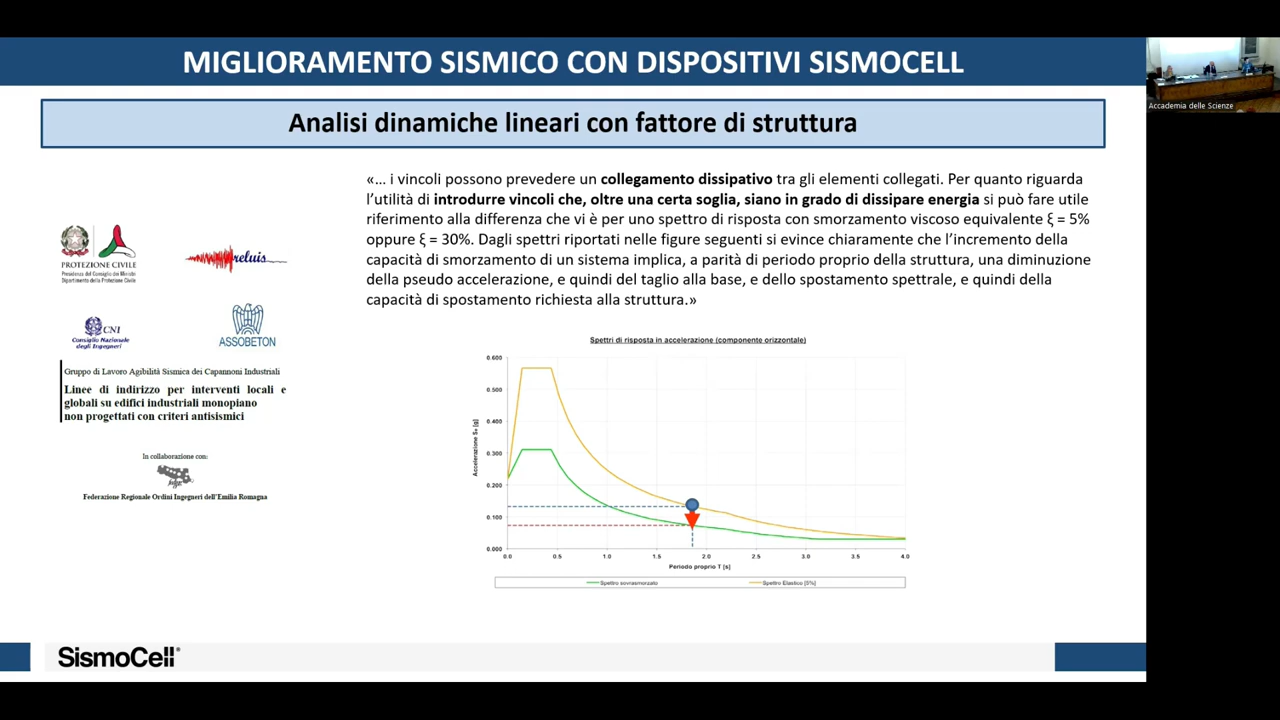 MIGLIORAMENTO SISMICO CON DISPOSITIVI SISMOCELL
Accademia delle Scienze
Analisi dinamiche lineari con fattore di struttura
«... i vincoli possono prevedere un collegamento dissipativo tra gli elementi collegati. Per quanto riguarda
l'utilità di introdurre vincoli che, oltre una certa soglia, siano in grado di dissipare energia si può fare utile
riferimento alla differenza che vi è per uno spettro di risposta con smorzamento viscoso equivalente ξ = 5%
oppure ξ = 30%. Dagli spettri riportati nelle figure seguenti si evince chiaramente che l'incremento della
capacità di smorzamento di un sistema implica, a parità di periodo proprio della struttura, una diminuzione
della pseudo accelerazione, e quindi del taglio alla base, e dello spostamento spettrale, e quindi della
capacità di spostamento richiesta alla struttura.»
PROTEZIONE CIVILE
Presidenza del Consiglio dei Ministri
Dipartimento della Protezione Civile
reluis
CNI
Consiglio Nazionale
degli Ingegneri
ASSOBETON
Gruppo di Lavoro Agibilità Sismica dei Capannoni Industriali
Linee di indirizzo per interventi locali e
globali su edifici industriali monopiano
non progettati con criteri antisismici
In collaborazione con:
Federazione Regionale Ordini Ingegneri dell'Emilia Romagna
Spettri di risposta in accelerazione (componente orizzontale)
0.600
0.500
0.400
0.300
0.200
0.100
0.000
Accelerazione Se [g]
0.0 0.5 1.0 1.5 2.0 2.5 3.0 3.5 4.0
Periodo proprio T [s]
Spettro sovrasmorzato Spettro Elastico [5%]
SismoCell®